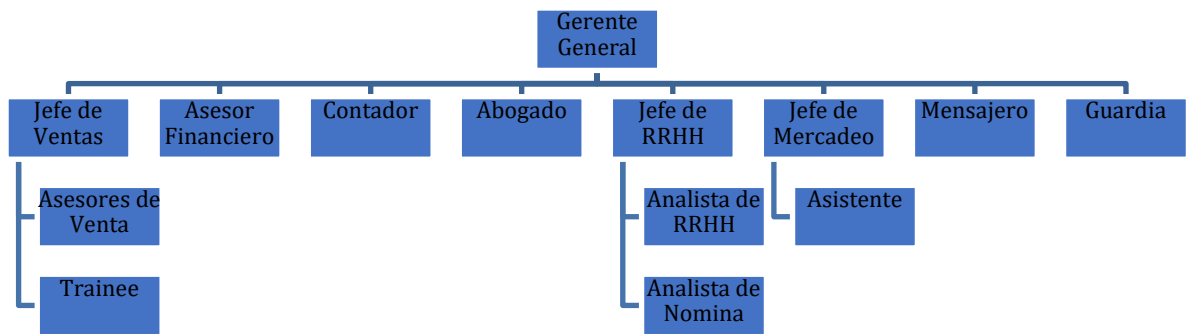 Gerente
General
Jefe de
Ventas
Asesor
Financiero
Contador
Abogado
Jefe de
RRHH
Jefe de
Mercadeo
Mensajero
Guardia
Asesores de
Venta
Trainee
Analista de
RRHH
Analista de
Nomina
Asistente